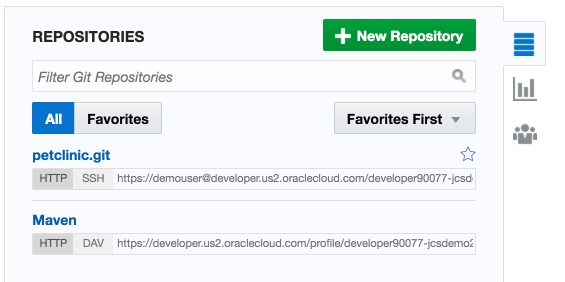 REPOSITORIES
New Repository
Filter Git Repositories
All Favorites
Favorites First
petclinic.git
HTTP SSH https://demouser@developer.us2.oraclecloud.com/developer90077-jcsd
Maven
HTTP DAV https://developer.us2.oraclecloud.com/profile/developer90077-jcsdemo2